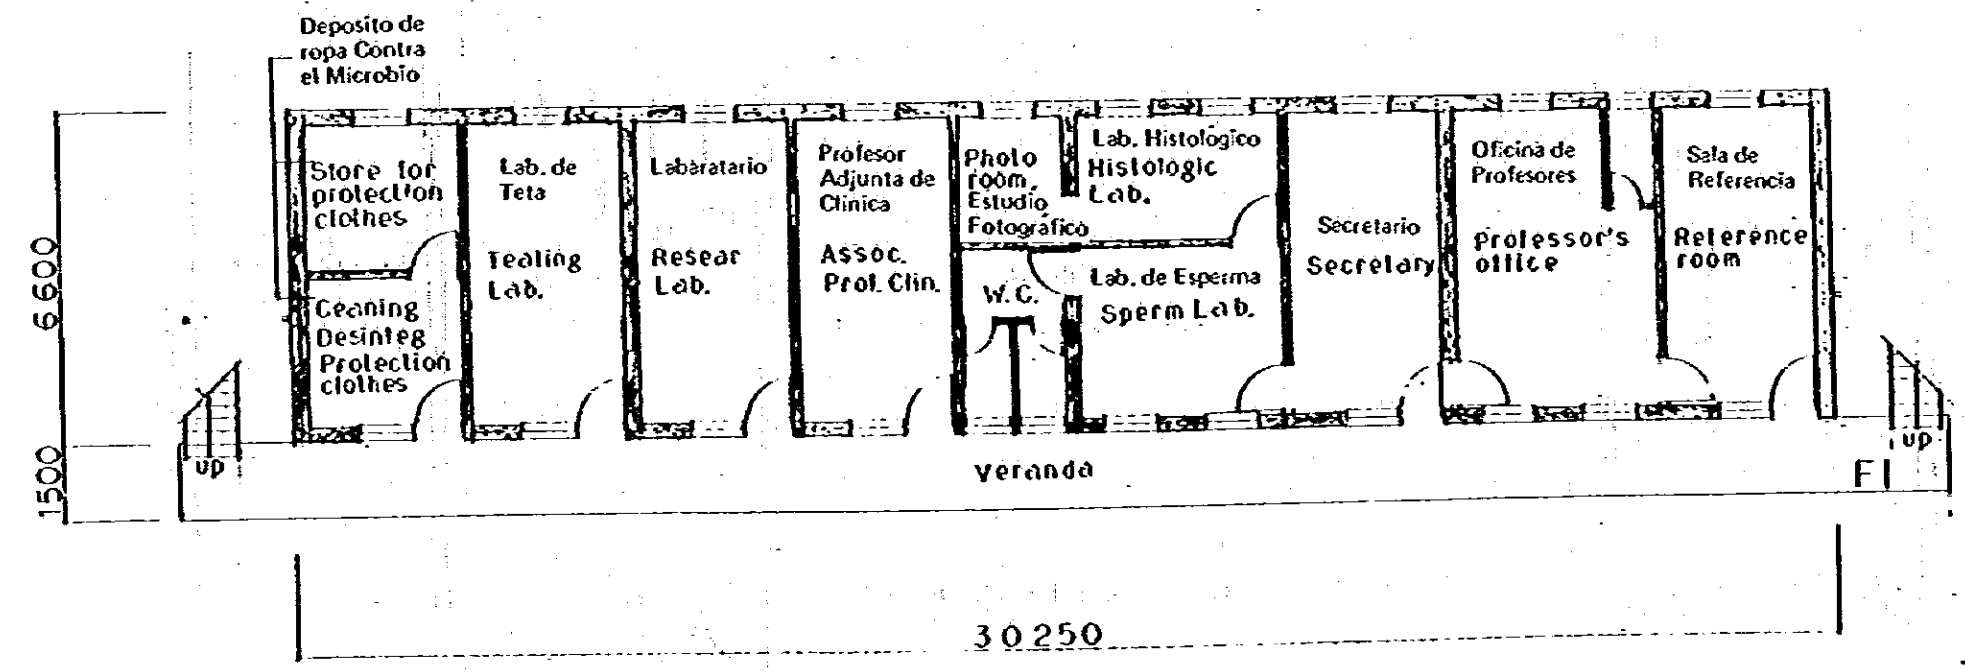 Deposito de
ropa Contra
el Microbio
Store for
protection
clothes
Ceaning
Desinteg
Protection
clothes
Lab. de
Teta
Tealing
Lab.
Labaratario
Resear
Lab.
Profesor
Adjunta de
Clinica
Assoc.
Prof. Clin.
Photo
room.
Estudio
Fotográfico
W.C.
Lab. Histológico
Histologic
Lab.
Lab. de Esperma
Sperm Lab.
Secretario
Secretary
Oficina de
Profesores
Professor's
office
Sala de
Referencia
Reference
room
6600
1500
up
veranda
F1
up
30250